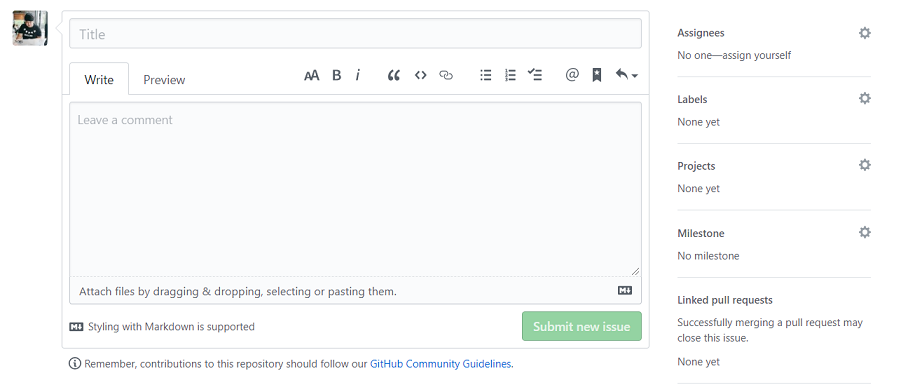 Title
Write
Preview
AA B i
@
Leave a comment
Attach files by dragging & dropping, selecting or pasting them.
Styling with Markdown is supported
Submit new issue
Remember, contributions to this repository should follow our GitHub Community Guidelines.
Assignees
No one—assign yourself
Labels
None yet
Projects
None yet
Milestone
No milestone
Linked pull requests
Successfully merging a pull request may
close this issue.
None yet